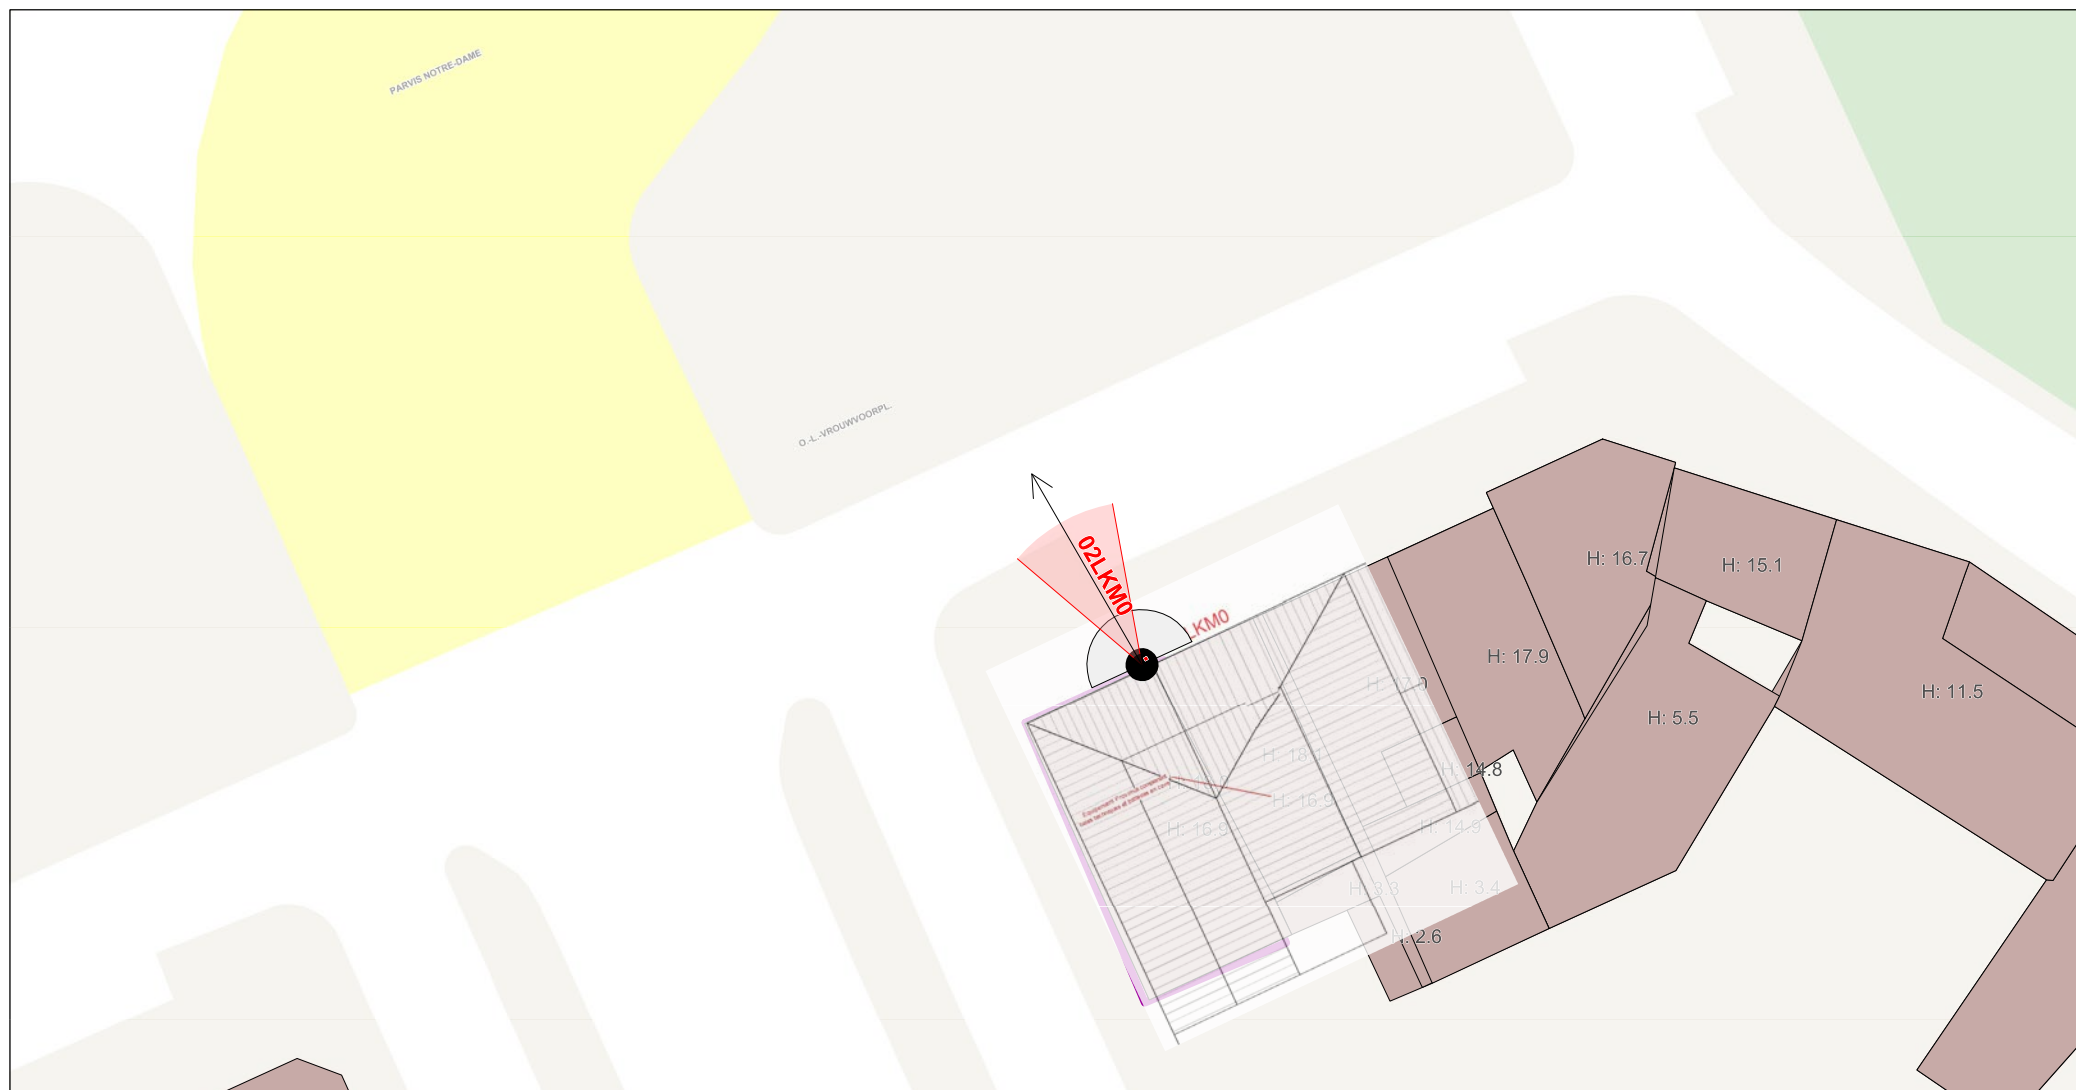 PARVIS NOTRE-DAME
O.-L.-VROUWVOORPL.
02LKM0
LKM0
H: 16.7
H: 15.1
H: 17.9
H: 11.5
H: 5.5
H: 18.1
H: 14.8
H: 16.9
H: 16.9
H: 14.9
H: 3.3
H: 3.4
H: 2.6